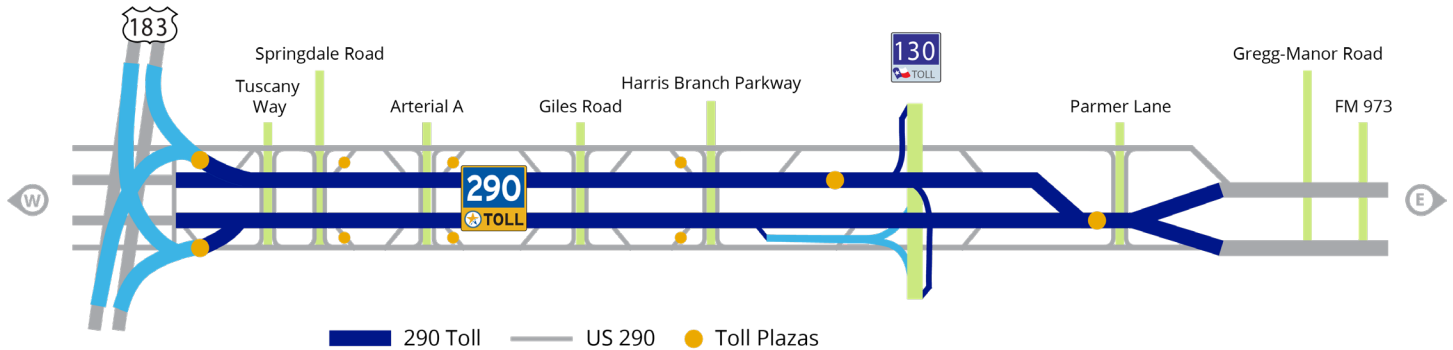 183
Springdale Road
Tuscany
Way
Arterial A
Giles Road
Harris Branch Parkway
130
TOLL
Parmer Lane
Gregg-Manor Road
FM 973
W
290
TOLL
E
290 Toll
US 290
Toll Plazas